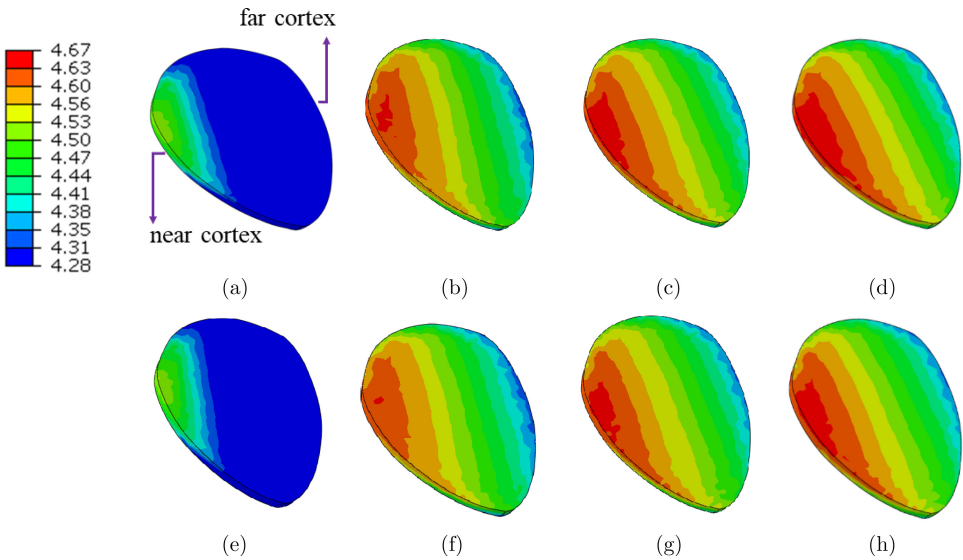 far cortex
4.67
4.63
4.60
4.56
4.53
4.50
4.47
4.44
4.41
4.38
4.35
4.31
4.28
near cortex
(a)
(b)
(c)
(d)
(e)
(f)
(g)
(h)